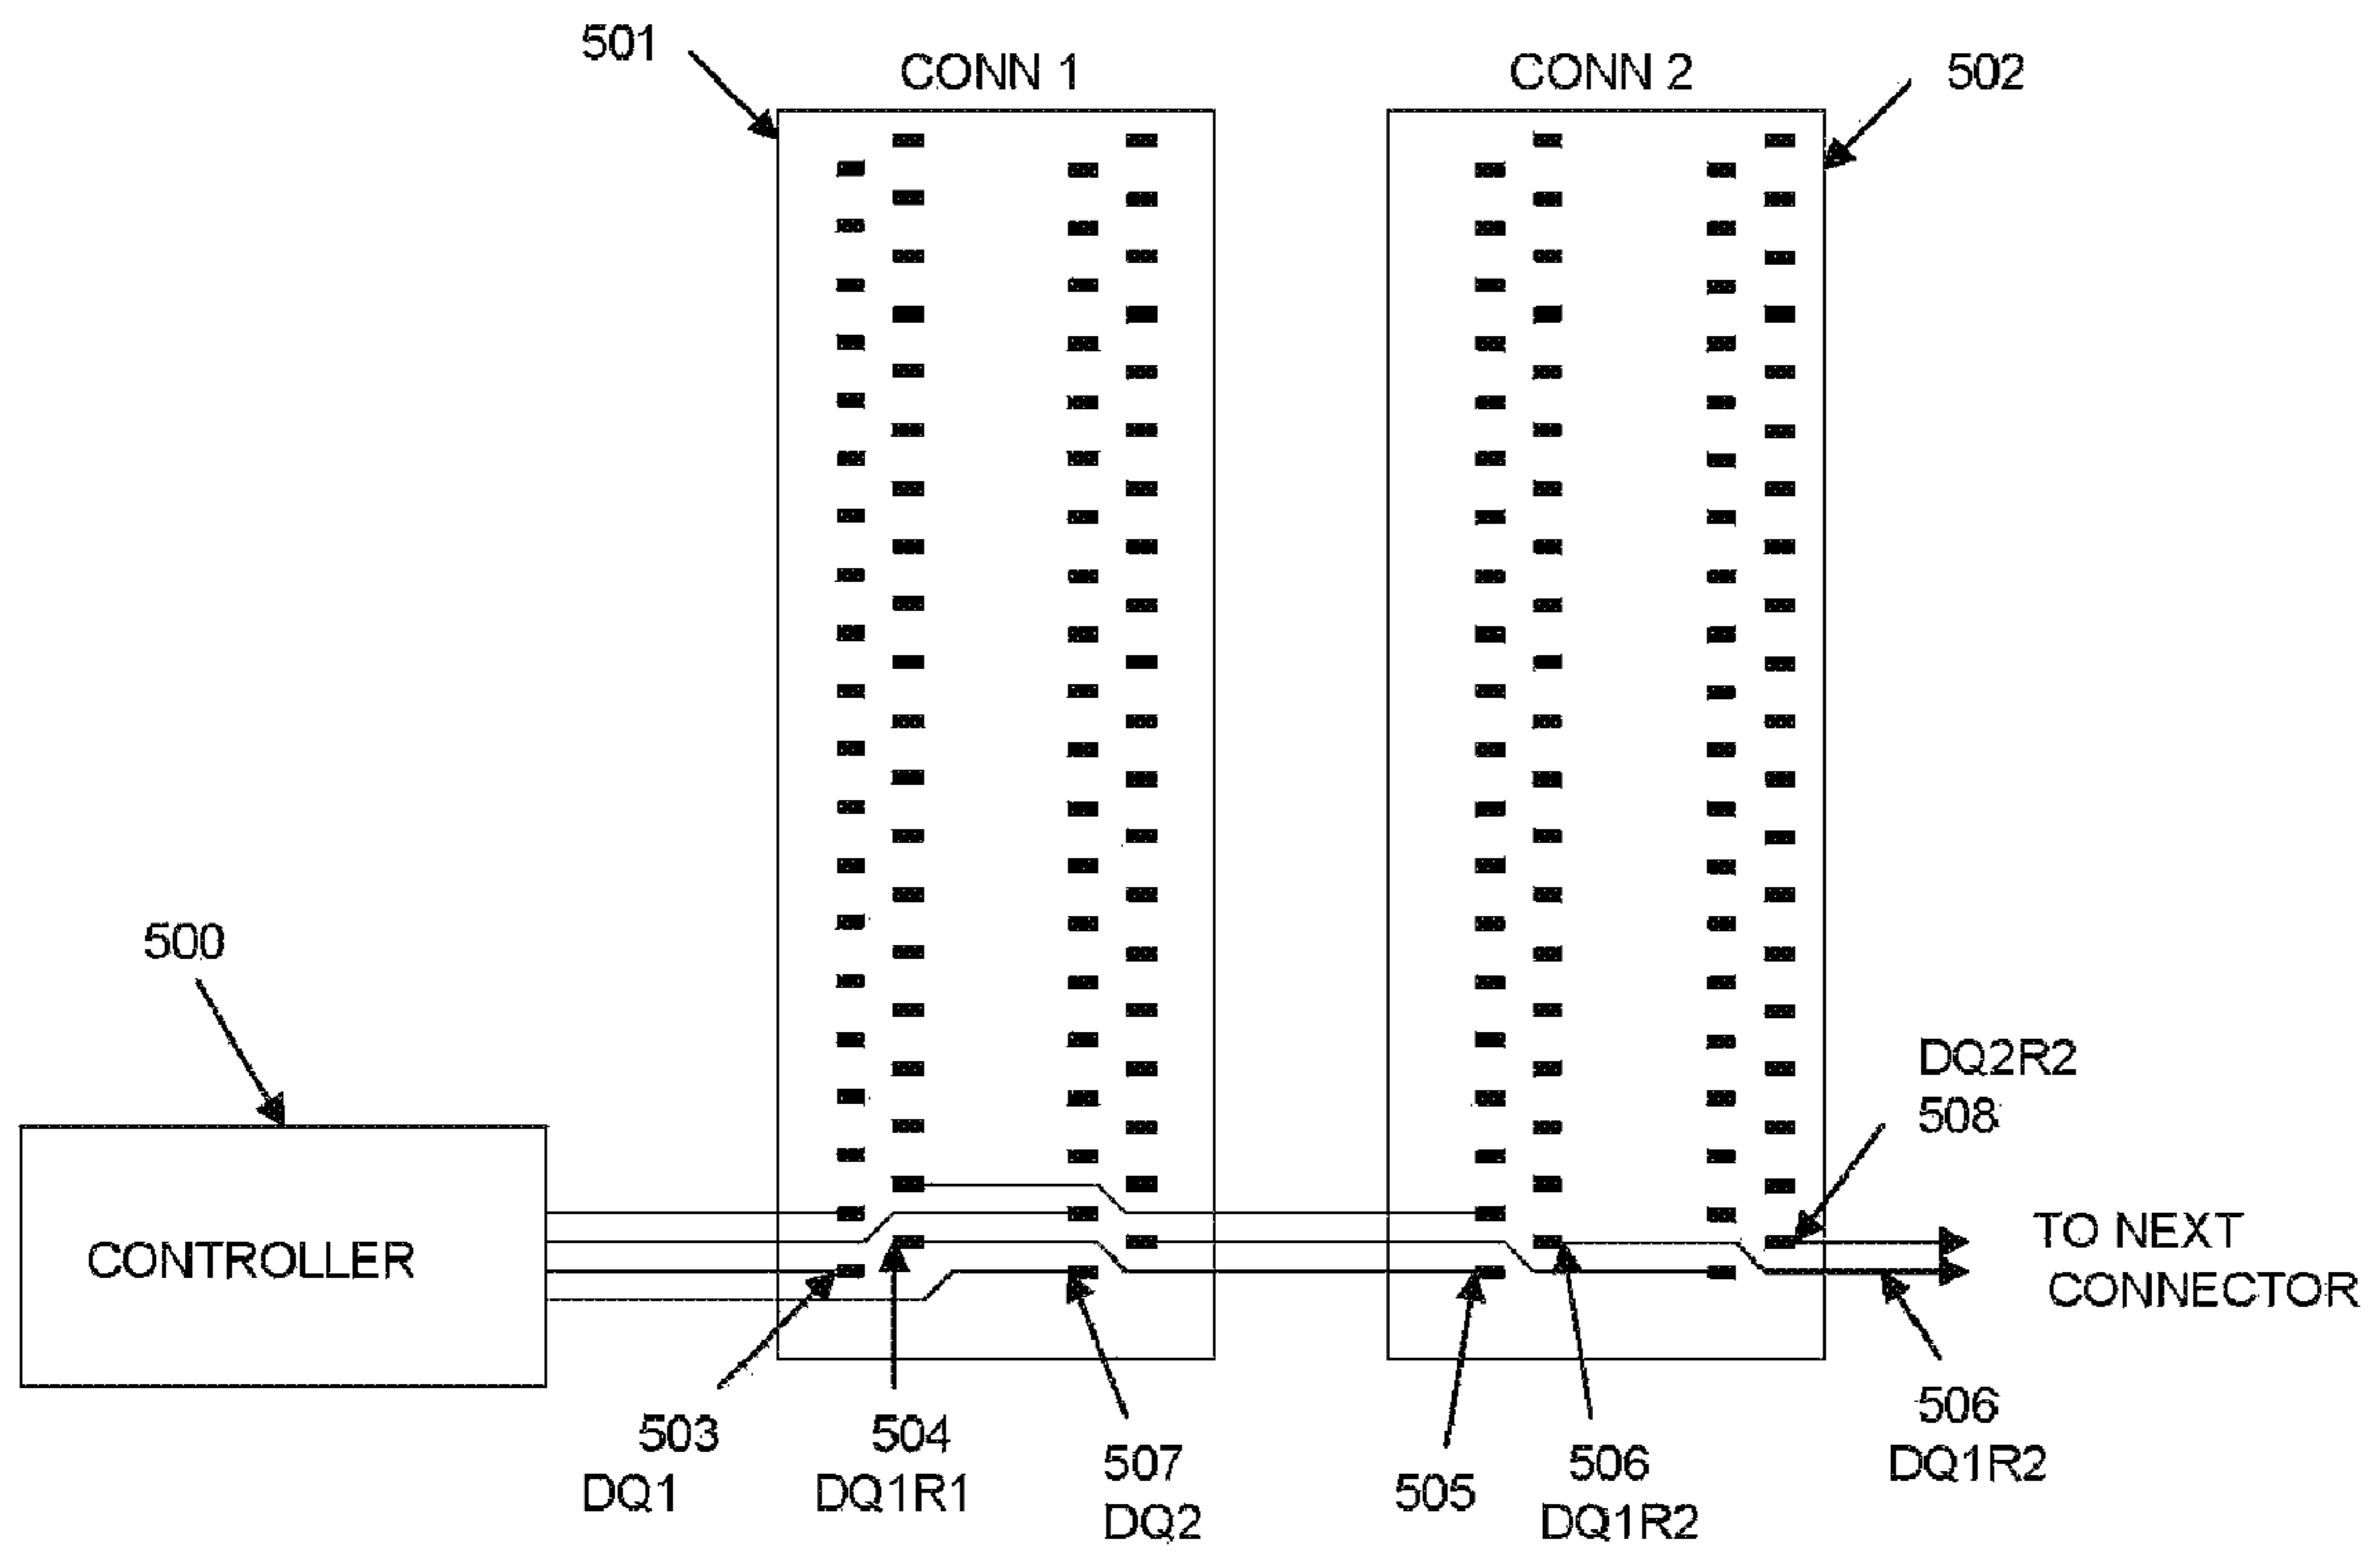 501
CONN 1
CONN 2
502
500
CONTROLLER
DQ2R2
508
TO NEXT
CONNECTOR
503
DQ1
504
DQ1R1
507
DQ2
505
506
DQ1R2
506
DQ1R2